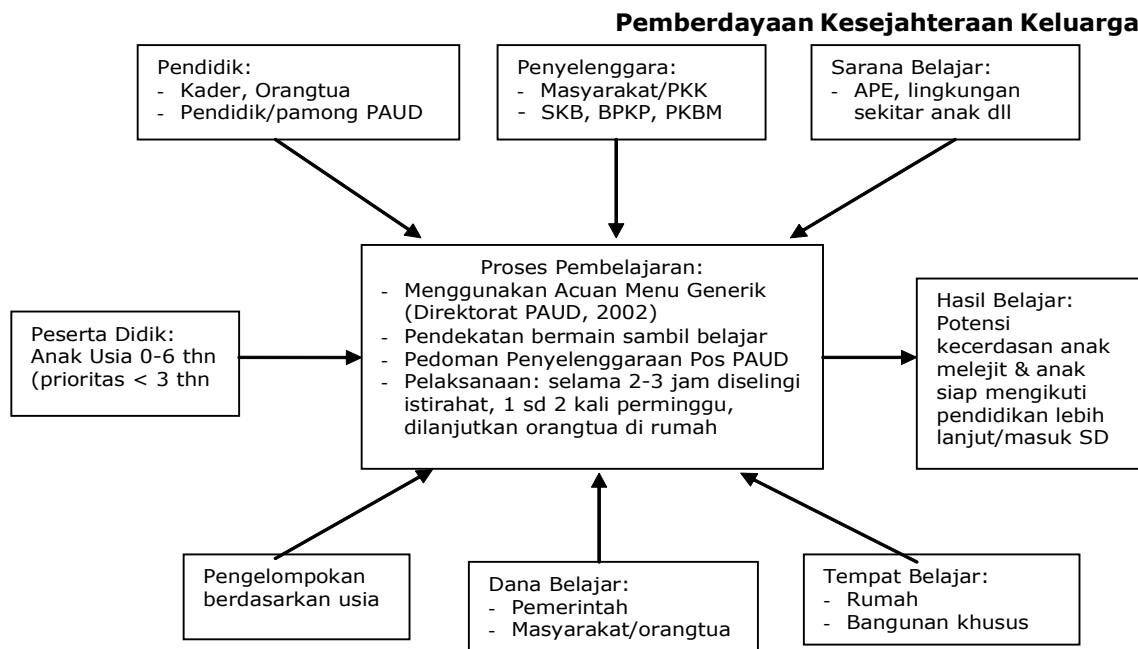 Pemberdayaan Kesejahteraan Keluarga
Pendidik:
- Kader, Orangtua
- Pendidik/pamong PAUD
Penyelenggara:
- Masyarakat/PKK
- SKB, BPKP, PKBM
Sarana Belajar:
- APE, lingkungan
sekitar anak dll
Peserta Didik:
Anak Usia 0-6 thn
(prioritas < 3 thn
Proses Pembelajaran:
- Menggunakan Acuan Menu Generik
(Direktorat PAUD, 2002)
- Pendekatan bermain sambil belajar
- Pedoman Penyelenggaraan Pos PAUD
- Pelaksanaan: selama 2-3 jam diselingi
istirahat, 1 sd 2 kali perminggu,
dilanjutkan orangtua di rumah
Hasil Belajar:
Potensi
kecerdasan anak
melejit & anak
siap mengikuti
pendidikan lebih
lanjut/masuk SD
Pengelompokan
berdasarkan usia
Dana Belajar:
- Pemerintah
- Masyarakat/orangtua
Tempat Belajar:
- Rumah
- Bangunan khusus